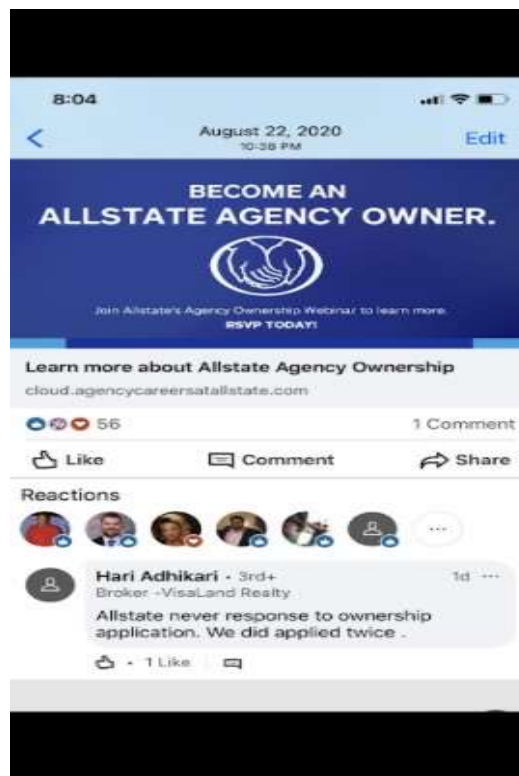 8:04
August 22, 2020
10:38 PM
Edit
BECOME AN
ALLSTATE AGENCY OWNER.
Join Allstate's Agency Ownership Webinar to learn more.
RSVP TODAY!
Learn more about Allstate Agency Ownership
cloud.agencycareersatallstate.com
56
1 Comment
Like
Comment
Share
Reactions
Hari Adhikari • 3rd+
1d
Broker -VisaLand Realty
Allstate never response to ownership
application. We did applied twice .
• 1 Like